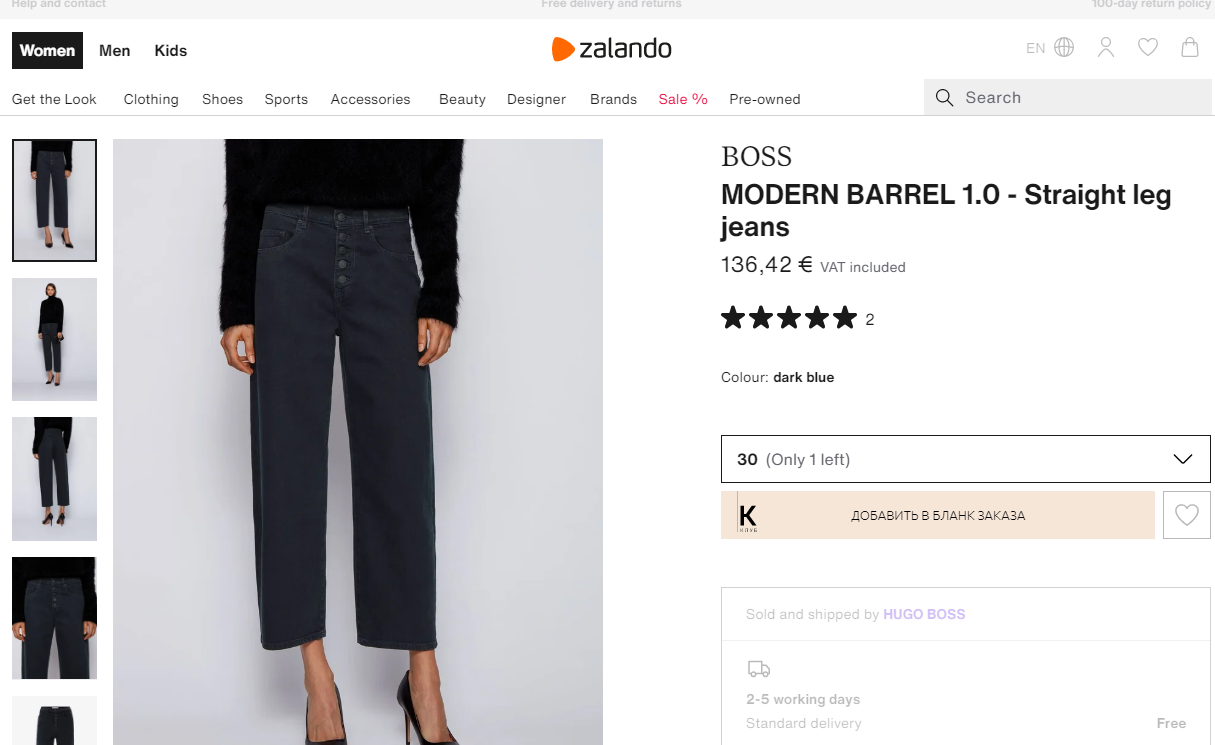 Help and contact
Free delivery and returns
100-day return policy
Women Men Kids
zalando
EN
Get the Look Clothing Shoes Sports Accessories Beauty Designer Brands Sale % Pre-owned
Search
BOSS
MODERN BARREL 1.0 - Straight leg
jeans
136,42 € VAT included
2
Colour: dark blue
30 (Only 1 left)
К
КЛУБ
ДОБАВИТЬ В БЛАНК ЗАКАЗА
Sold and shipped by HUGO BOSS
2-5 working days
Standard delivery
Free